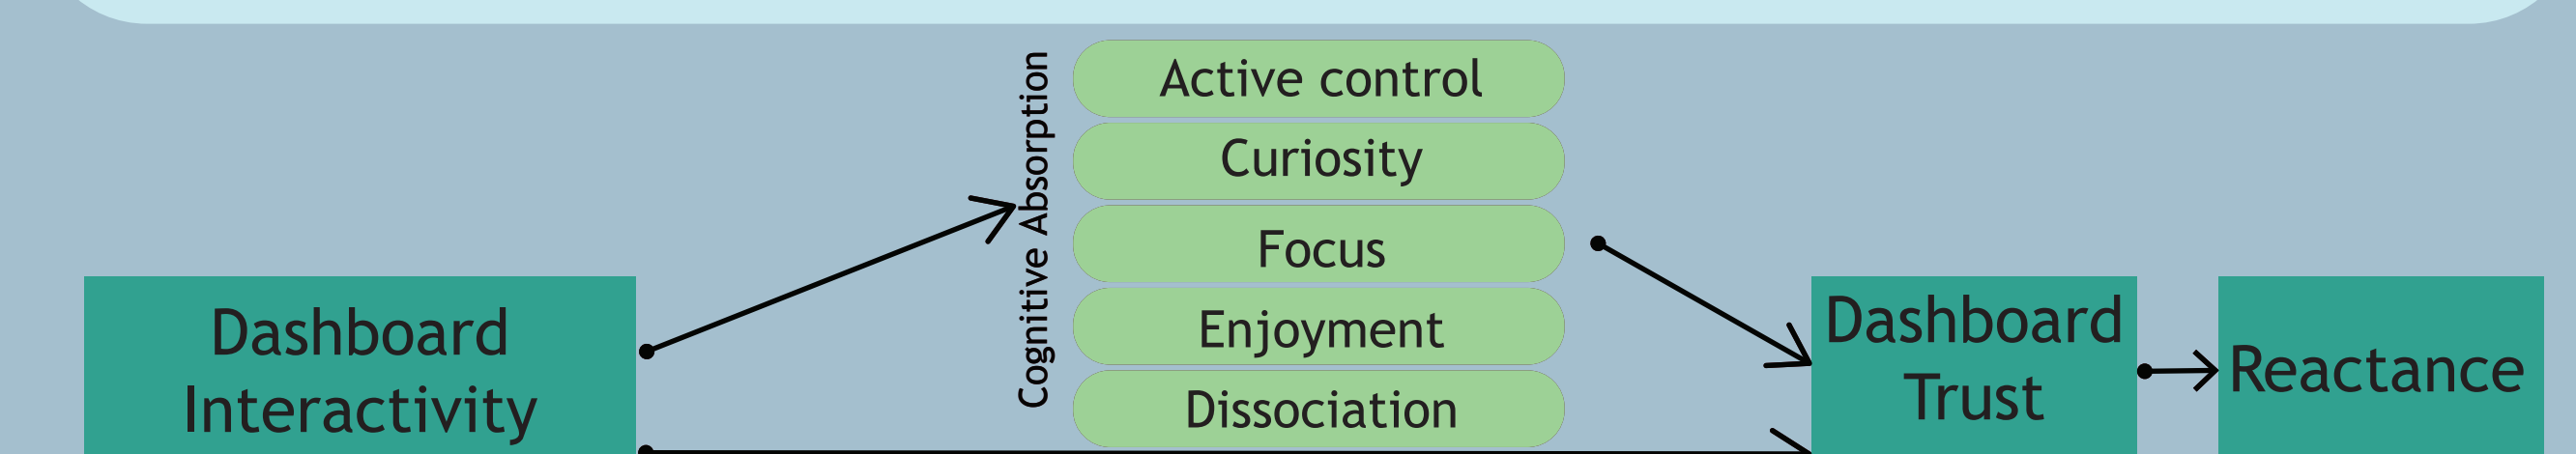 Dashboard
Interactivity
Cognitive Absorption
Active control
Curiosity
Focus
Enjoyment
Dissociation
Dashboard
Trust
Reactance